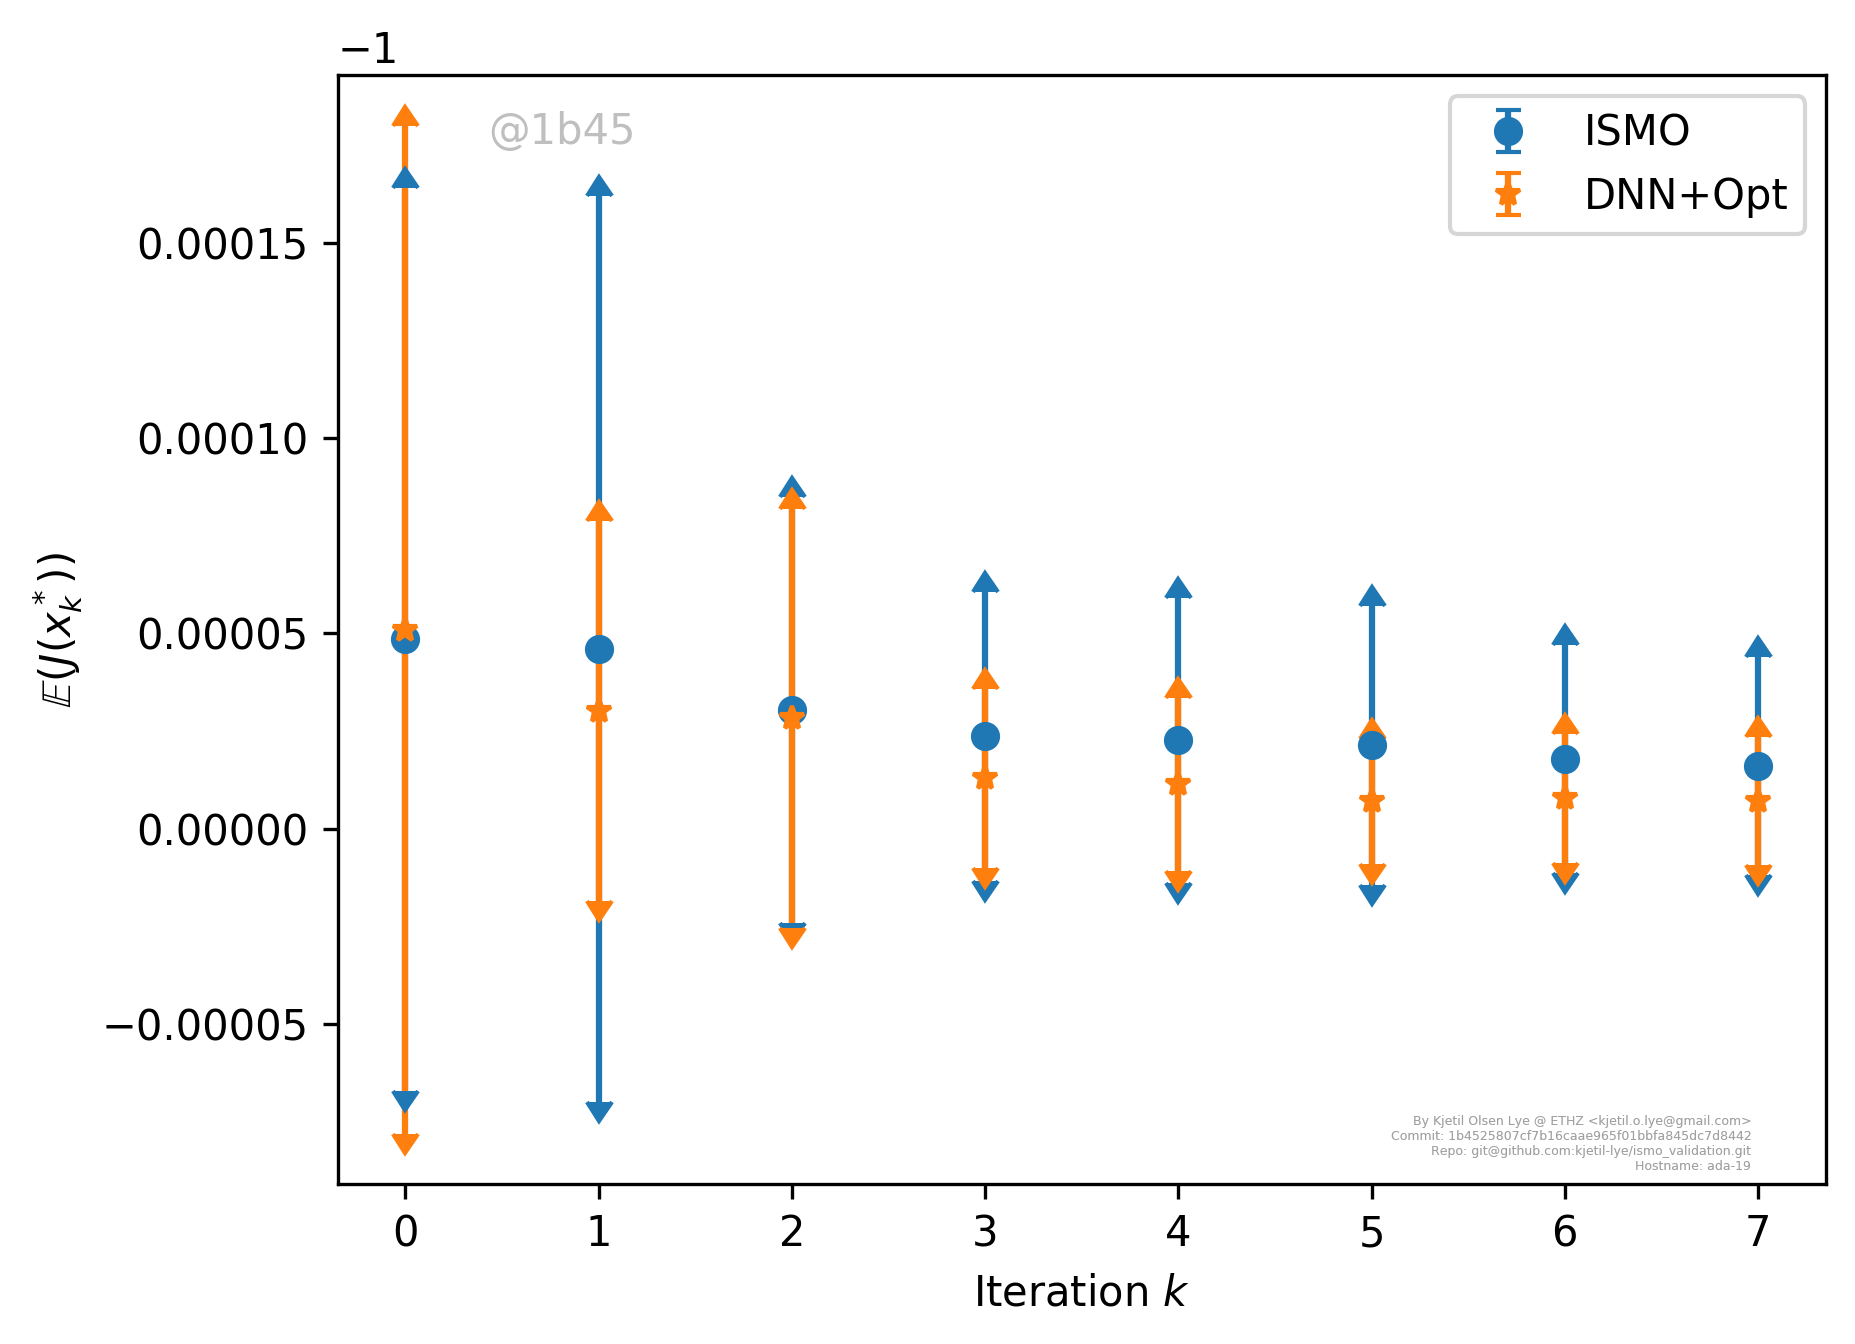 −1
@1b45
ISMO
DNN+Opt
0.00015
0.00010
0.00005
0.00000
−0.00005
𝔼(J(x*k))
By Kjetil Olsen Lye @ ETHZ <kjetil.o.lye@gmail.com>
Commit: 1b4525807cf7b16caae965f01bbfa845dc7d8442
Repo: git@github.com:kjetil-lye/ismo_validation.git
Hostname: ada-19
0 1 2 3 4 5 6 7
Iteration k